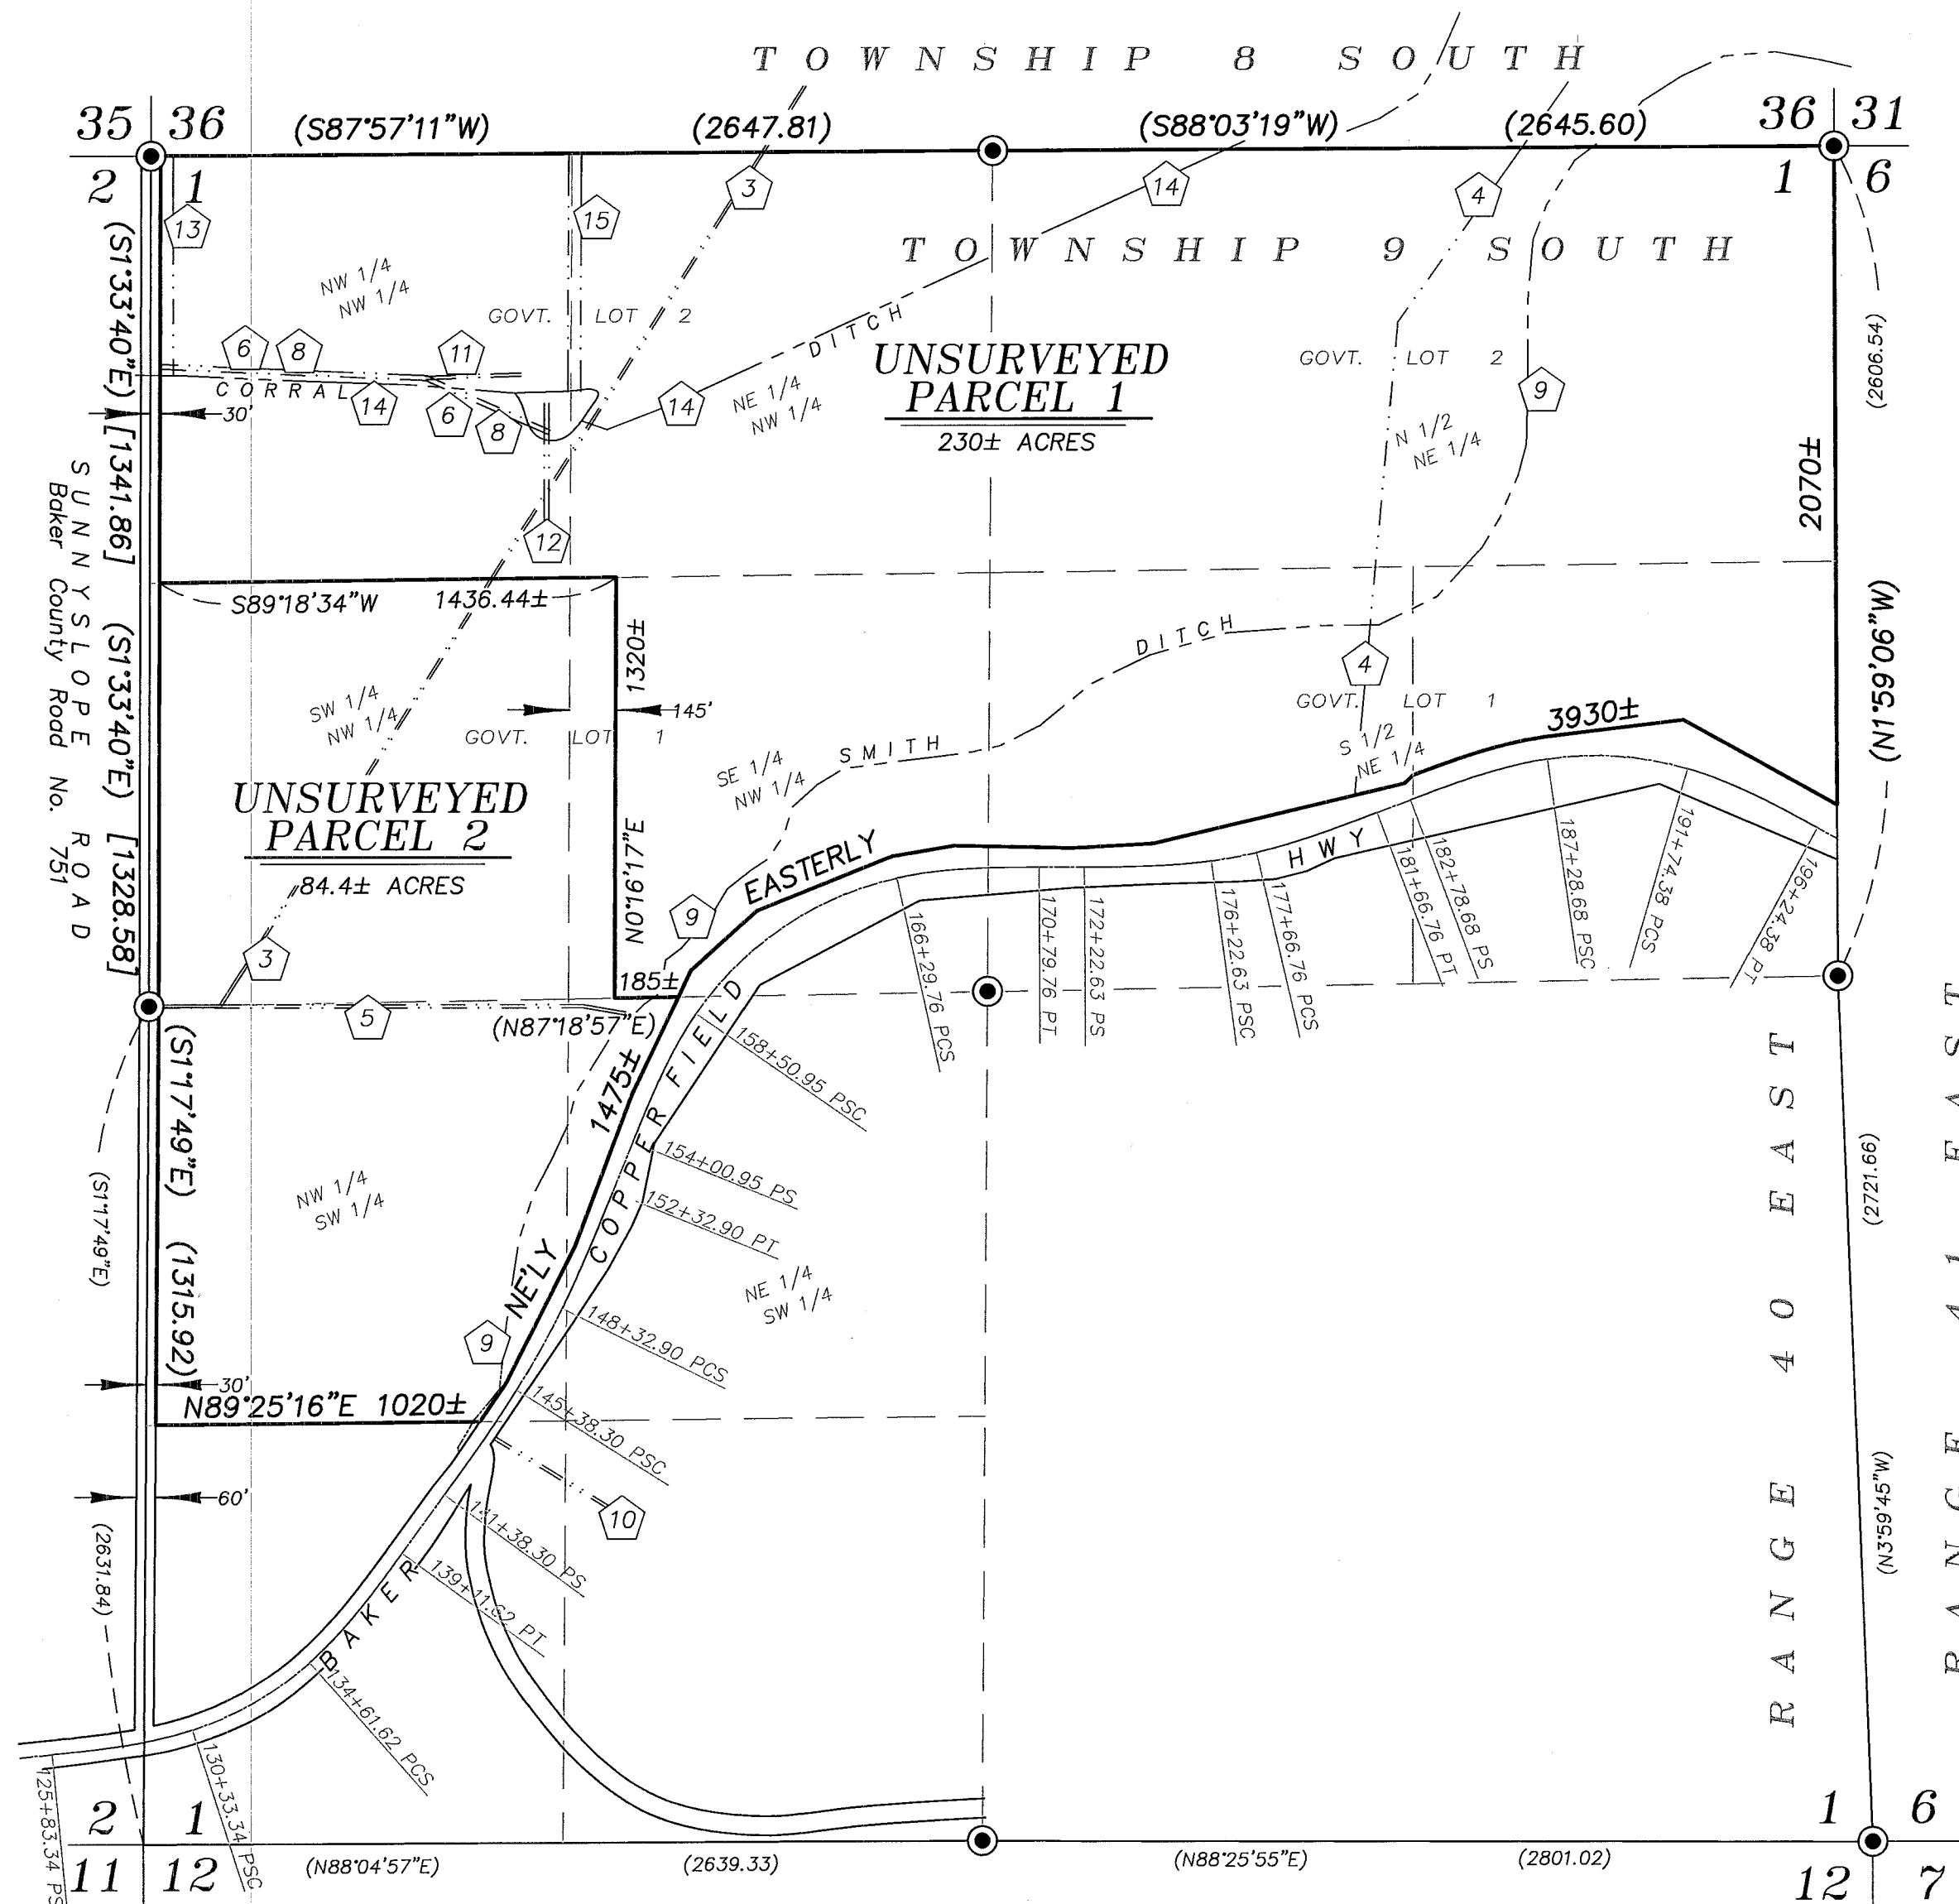 TOWNSHIP 8 SOUTH
35 36
(S87°57'11"W)
(2647.81)
(S88°03'19"W)
(2645.60)
36 31
2 1
1 6
3
14
4
13
15
TOWNSHIP 9 SOUTH
NW 1/4
NW 1/4
GOVT. LOT 2
DITCH
UNSURVEYED
PARCEL 1
230± ACRES
GOVT. LOT 2
(2606.54)
6
8
11
CORRAL
14
6
8
14
NE 1/4
NW 1/4
9
30'
N 1/2
NE 1/4
(S1°33'40"E) [1341.86]
2070±
12
S89°18'34"W
1436.44±
SUNNYSLOPE ROAD
Baker County Road No. 751
(S1°33'40"E) [1328.58]
1320±
DITCH
4
(N1°59'06"W)
SW 1/4
NW 1/4
145'
GOVT. LOT 1
GOVT. LOT 1
3930±
SE 1/4
NW 1/4
SMITH
S 1/2
NE 1/4
UNSURVEYED
PARCEL 2
84.4± ACRES
N0°16'17"E
EASTERLY
HWY
9
3
185±
5
(N87°18'57"E)
166+29.76 PCS
170+79.76 PT
172+22.63 PS
176+22.63 PSC
177+66.76 PCS
181+66.76 PT
182+78.68 PS
187+28.68 PSC
191+74.38 PCS
196+24.38 PT
1475±
COPPERFIELD
158+50.95 PSC
154+00.95 PS
152+32.90 PT
(S1°17'49"E) (1315.92)
(S1°17'49"E)
NW 1/4
SW 1/4
NE'LY
NE 1/4
SW 1/4
148+32.90 PCS
9
30'
N89°25'16"E 1020±
145+38.30 PSC
60'
10
141+38.30 PS
139+11.62 PT
(2631.84)
BAKER
134+61.62 PCS
130+33.34 PSC
125+83.34 PS
RANGE 40 EAST
RANGE 41 EAST
(2721.66)
(N3°59'45"W)
2 1
1 6
11 12
(N88°04'57"E)
(2639.33)
(N88°25'55"E)
(2801.02)
12 7